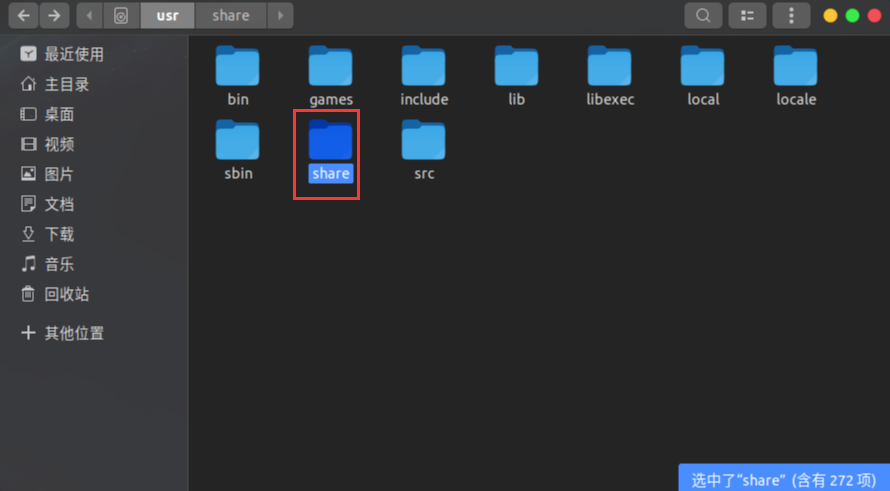 usr share
最近使用
主目录
桌面
视频
图片
文档
下载
音乐
回收站
其他位置
bin games include lib libexec local locale
sbin share src
选中了“share” (含有 272 项)